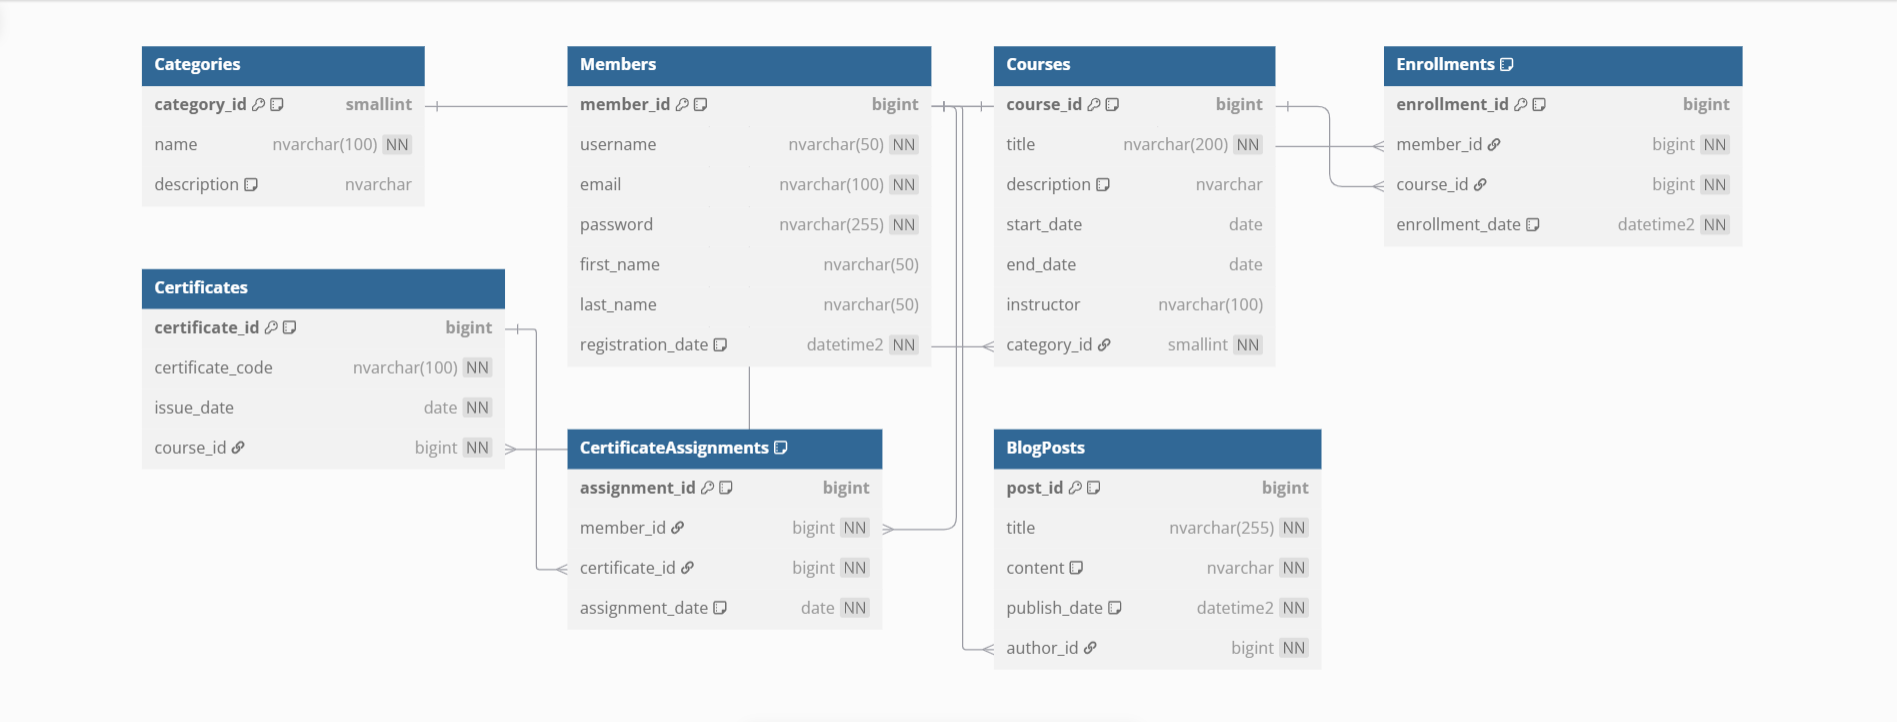 Categories
category_id smallint
name nvarchar(100) NN
description nvarchar
Members
member_id bigint
username nvarchar(50) NN
email nvarchar(100) NN
password nvarchar(255) NN
first_name nvarchar(50)
last_name nvarchar(50)
registration_date datetime2 NN
Courses
course_id bigint
title nvarchar(200) NN
description nvarchar
start_date date
end_date date
instructor nvarchar(100)
category_id smallint NN
Enrollments
enrollment_id bigint
member_id bigint NN
course_id bigint NN
enrollment_date datetime2 NN
Certificates
certificate_id bigint
certificate_code nvarchar(100) NN
issue_date date NN
course_id bigint NN
CertificateAssignments
assignment_id bigint
member_id bigint NN
certificate_id bigint NN
assignment_date date NN
BlogPosts
post_id bigint
title nvarchar(255) NN
content nvarchar NN
publish_date datetime2 NN
author_id bigint NN